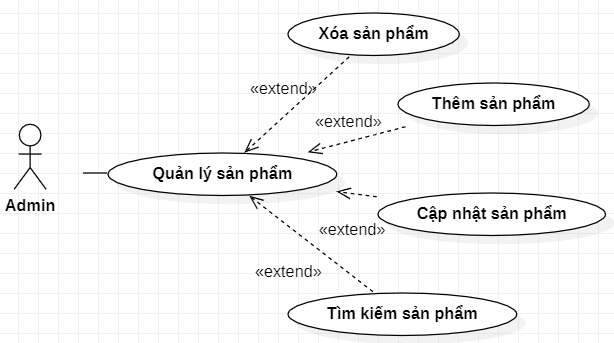 Xóa sản phẩm
«extend»
Thêm sản phẩm
«extend»
Quản lý sản phẩm
Admin
Cập nhật sản phẩm
«extend»
«extend»
Tìm kiếm sản phẩm